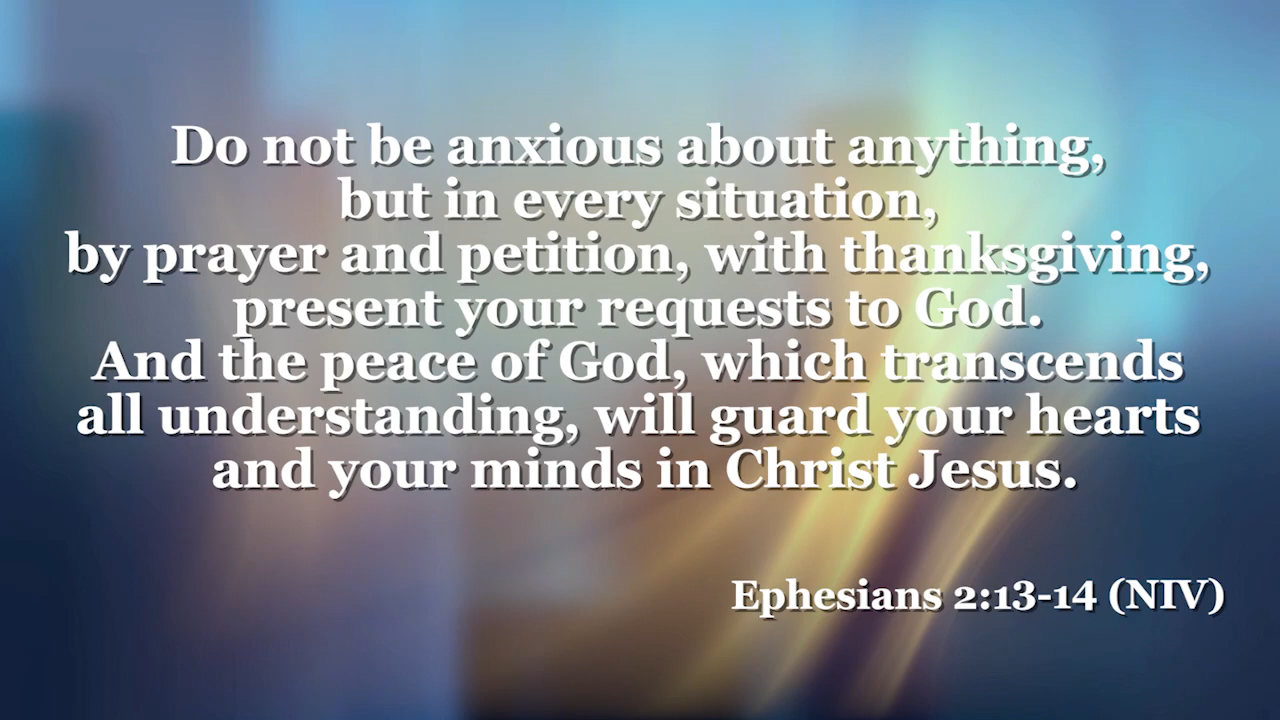 Do not be anxious about anything,
but in every situation,
by prayer and petition, with thanksgiving,
present your requests to God.
And the peace of God, which transcends
all understanding, will guard your hearts
and your minds in Christ Jesus.
Ephesians 2:13-14 (NIV)